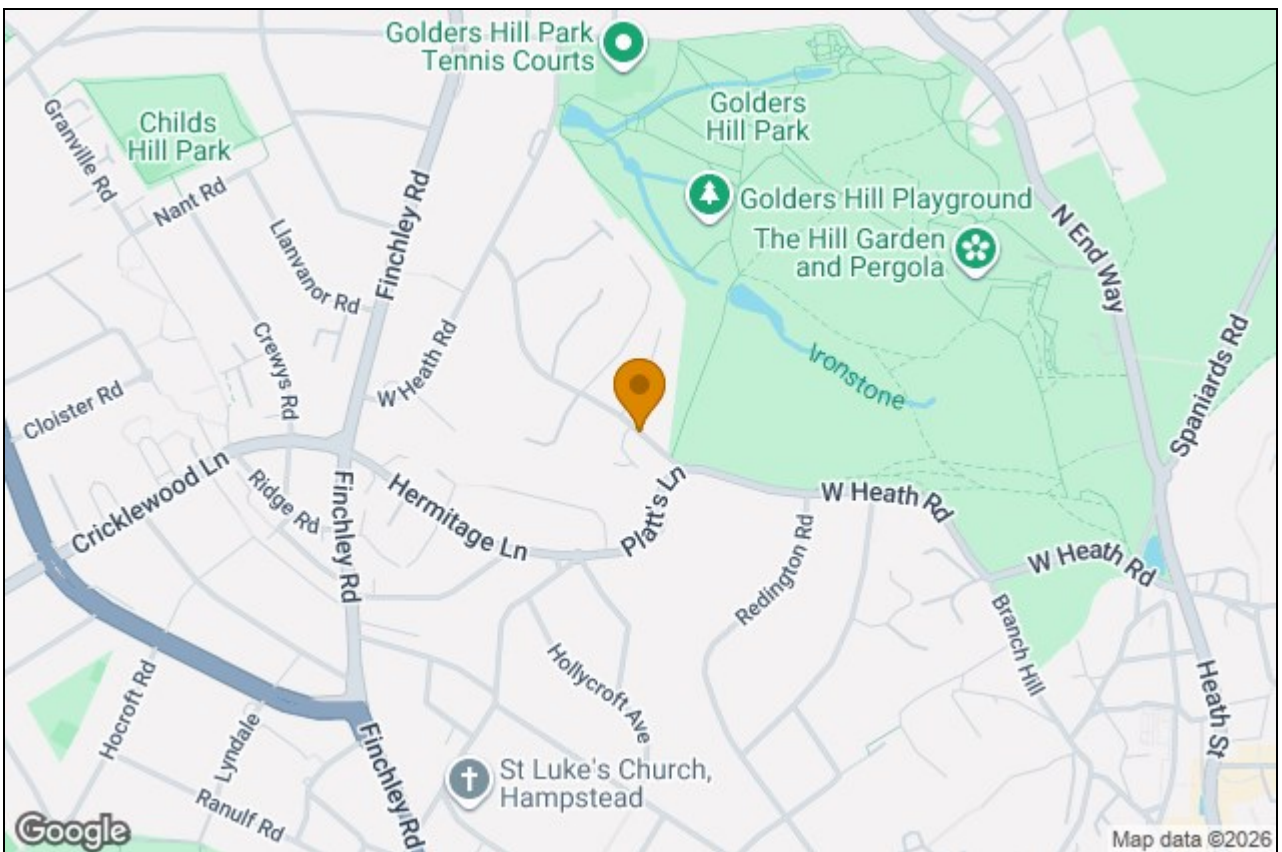 Golders Hill Park
Tennis Courts
Golders
Hill Park
Childs
Hill Park
Granville Rd
Nant Rd
Finchley Rd
Golders Hill Playground
The Hill Garden
and Pergola
N End Way
Llanvanor Rd
Crewys Rd
W Heath Rd
Ironstone
Spaniards Rd
Cloister Rd
Cricklewood Ln
Ridge Rd
Finchley Rd
Hermitage Ln
Platt's Ln
W Heath Rd
Redington Rd
W Heath Rd
Branch Hill
Hollycroft Ave
Heath St
Hocroft Rd
Lyndale
Finchley Rd
Ranulf Rd
St Luke's Church,
Hampstead
Google
Map data ©2026